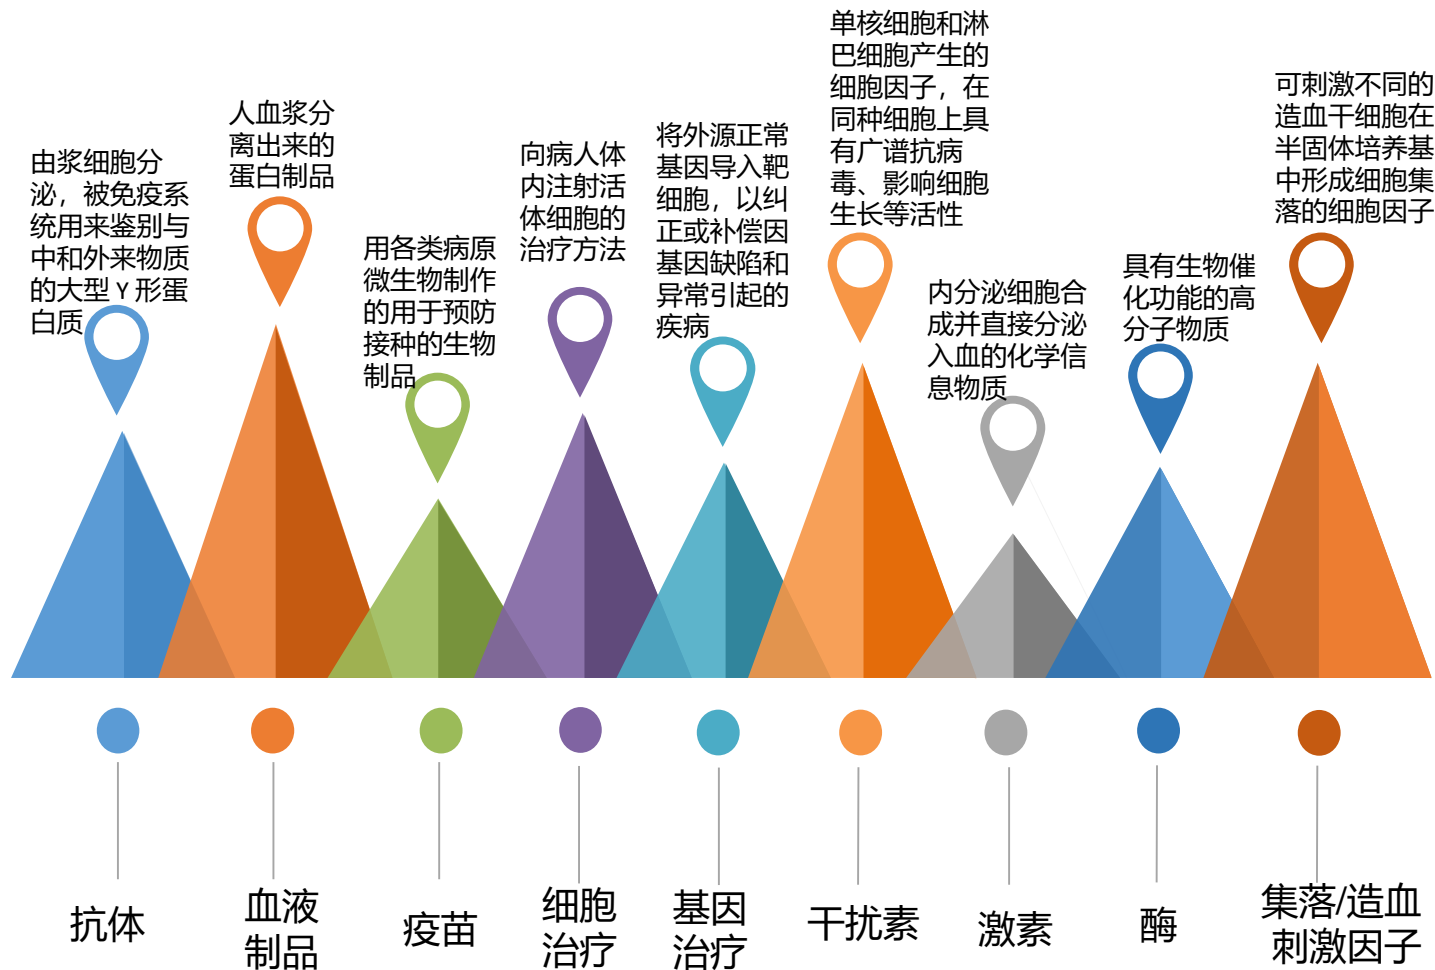 由浆细胞分
泌，被免疫系
统用来鉴别与
中和外来物质
的大型Y形蛋
白质
人血浆分
离出来的
蛋白制品
用各类病原
微生物制作
的用于预防
接种的生物
制品
向病人体
内注射活
体细胞的
治疗方法
将外源正常
基因导入靶
细胞，以纠
正或补偿因
基因缺陷和
异常引起的
疾病
单核细胞和淋
巴细胞产生的
细胞因子，在
同种细胞上具
有广谱抗病
毒、影响细胞
生长等活性
内分泌细胞合
成并直接分泌
入血的化学信
息物质
具有生物催
化功能的高
分子物质
可刺激不同的
造血干细胞在
半固体培养基
中形成细胞集
落的细胞因子
抗体
血液
制品
疫苗
细胞
治疗
基因
治疗
干扰素
激素
酶
集落/造血
刺激因子